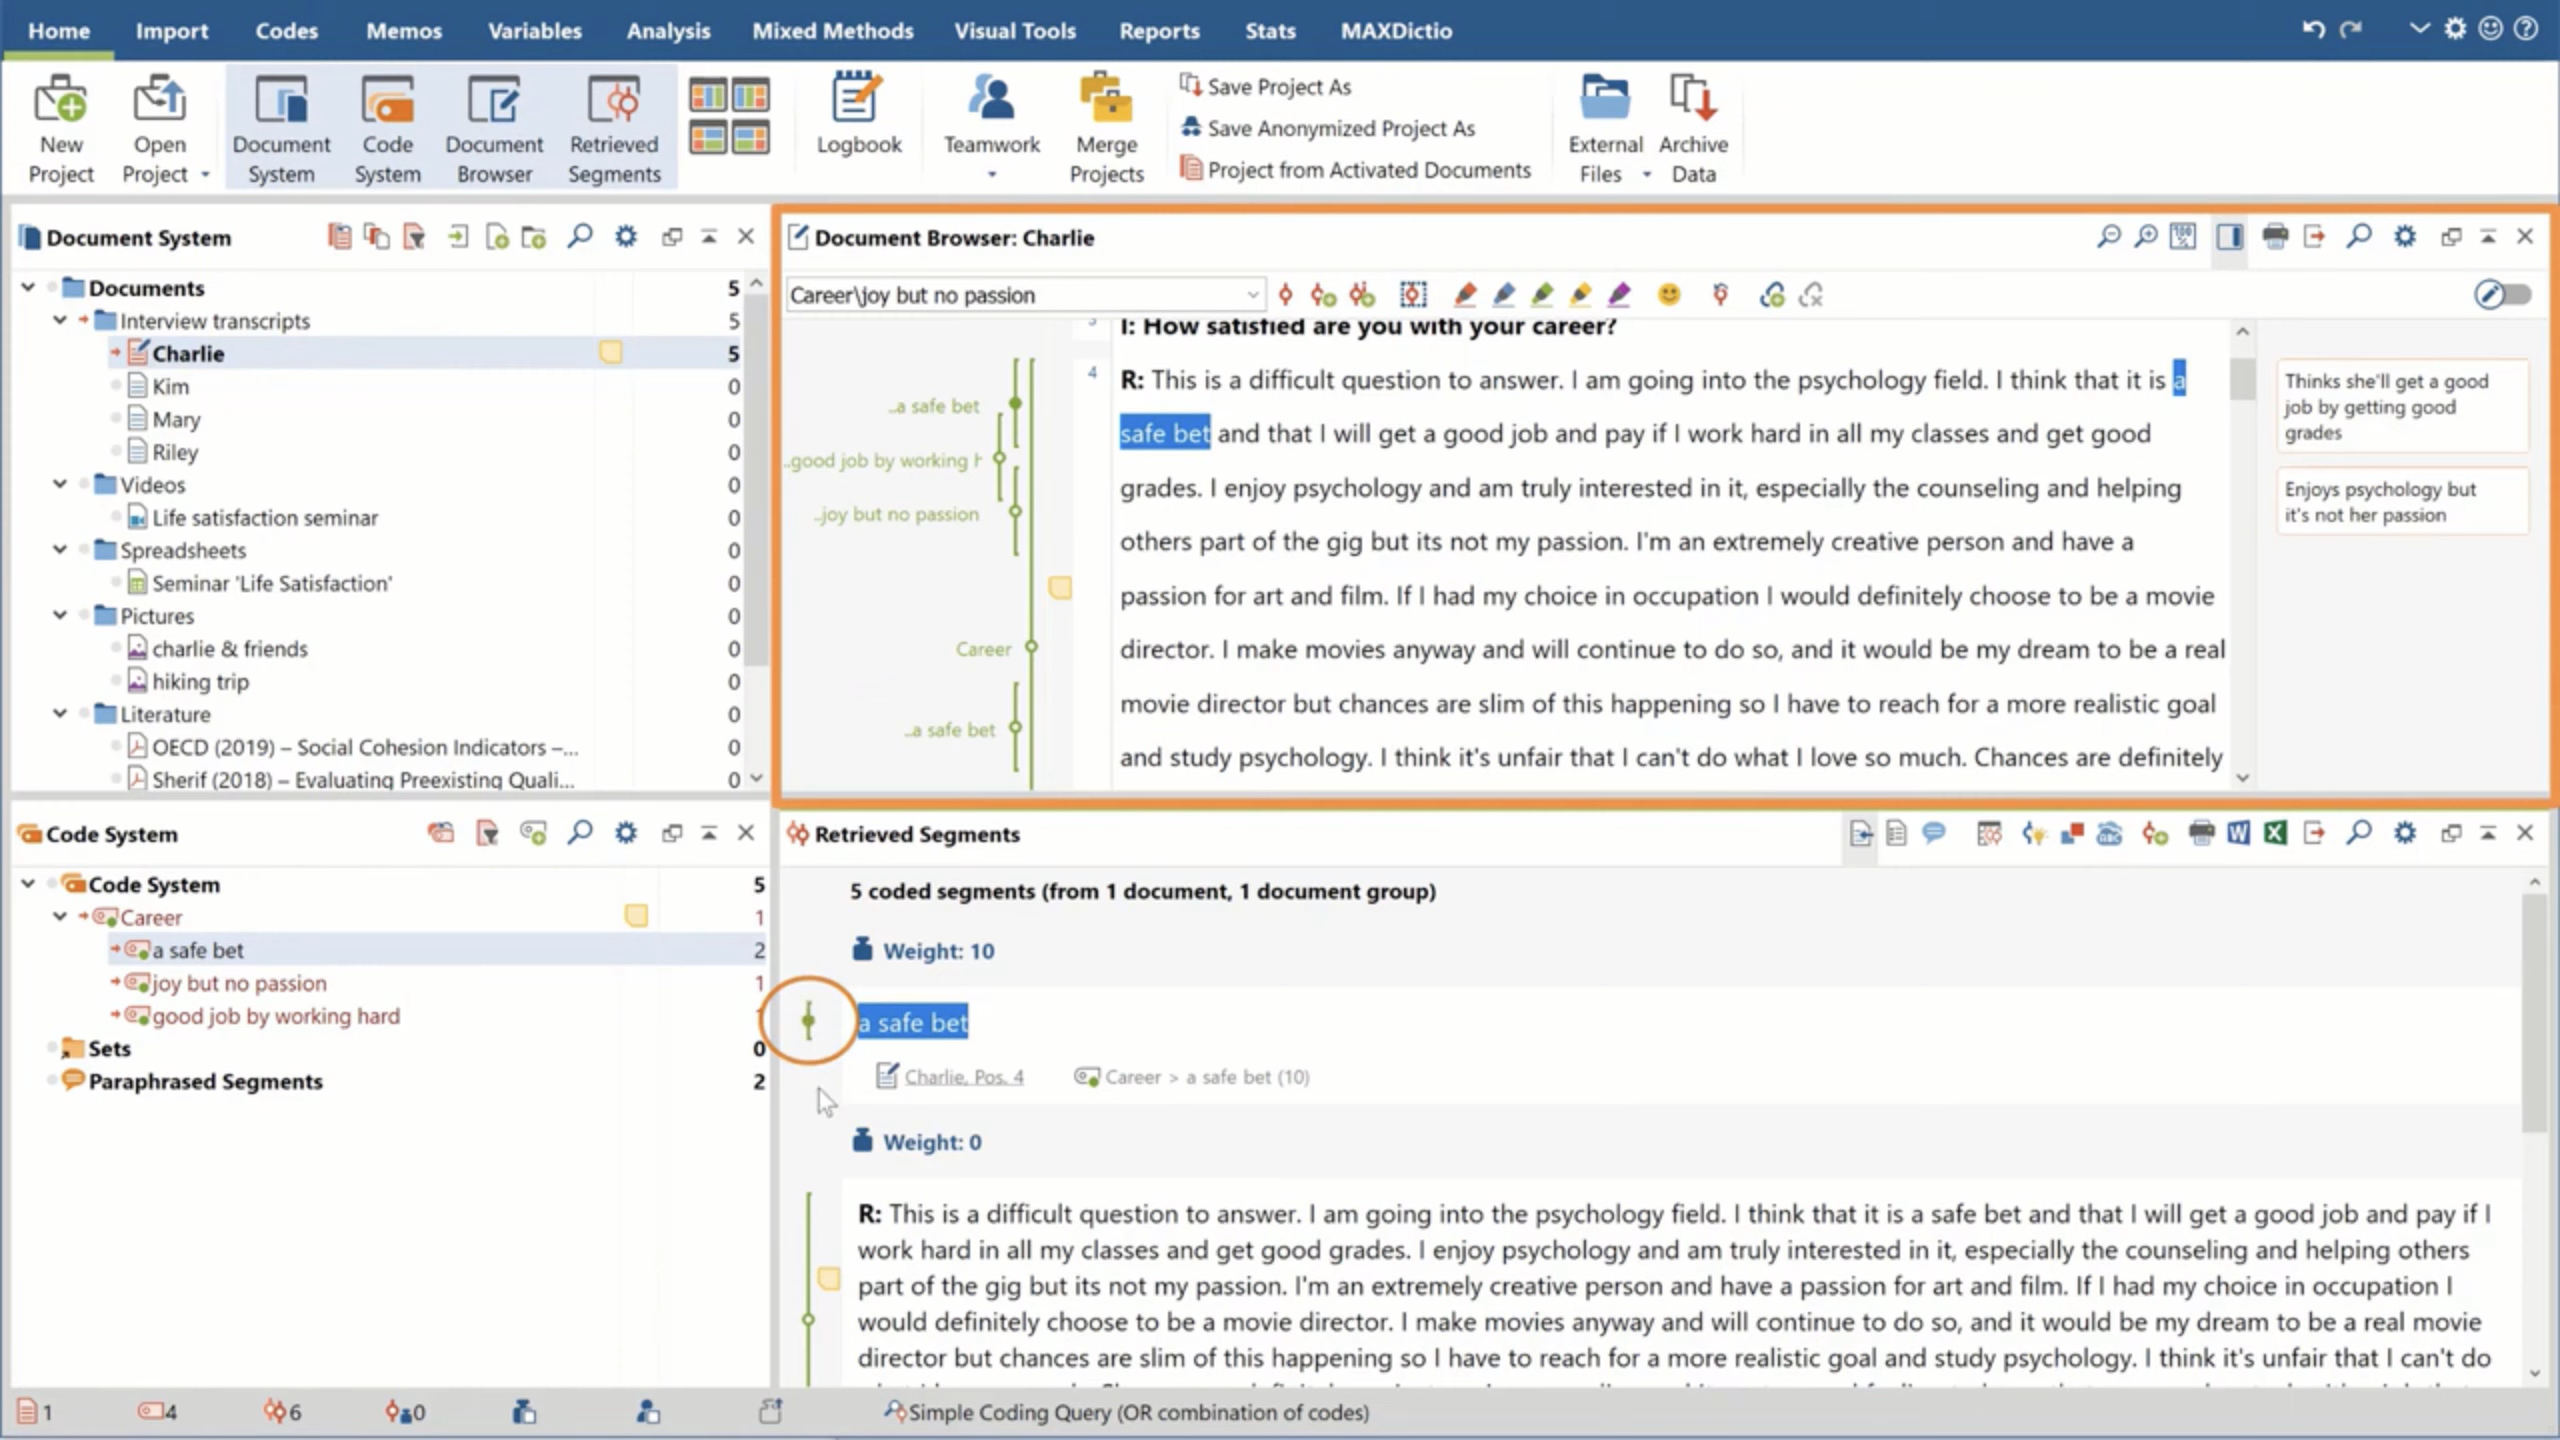 Home Import Codes Memos Variables Analysis Mixed Methods Visual Tools Reports Stats MAXDictio
New Project
Open Project
Document System
Code System
Document Browser
Retrieved Segments
Logbook
Teamwork
Merge Projects
Save Project As
Save Anonymized Project As
Project from Activated Documents
External Files
Archive Data
Document System
Documents 5
Interview transcripts 5
Charlie 5
Kim 0
Mary 0
Riley 0
Videos 0
Life satisfaction seminar 0
Spreadsheets 0
Seminar 'Life Satisfaction' 0
Pictures 0
charlie & friends 0
hiking trip 0
Literature 0
OECD (2019) – Social Cohesion Indicators –... 0
Sherif (2018) – Evaluating Preexisting Quali... 0
Document Browser: Charlie
100 %
Career\joy but no passion
I: How satisfied are you with your career?
4
R: This is a difficult question to answer. I am going into the psychology field. I think that it is a
safe bet and that I will get a good job and pay if I work hard in all my classes and get good
grades. I enjoy psychology and am truly interested in it, especially the counseling and helping
others part of the gig but its not my passion. I'm an extremely creative person and have a
passion for art and film. If I had my choice in occupation I would definitely choose to be a movie
director. I make movies anyway and will continue to do so, and it would be my dream to be a real
movie director but chances are slim of this happening so I have to reach for a more realistic goal
and study psychology. I think it's unfair that I can't do what I love so much. Chances are definitely
..a safe bet
..good job by working h
..joy but no passion
Career
..a safe bet
Thinks she'll get a good
job by getting good
grades
Enjoys psychology but
it's not her passion
Code System
Code System 5
Career 1
a safe bet 2
joy but no passion 1
good job by working hard
Sets 0
Paraphrased Segments 2
Retrieved Segments
5 coded segments (from 1 document, 1 document group)
Weight: 10
a safe bet
Charlie, Pos. 4 Career > a safe bet (10)
Weight: 0
R: This is a difficult question to answer. I am going into the psychology field. I think that it is a safe bet and that I will get a good job and pay if I
work hard in all my classes and get good grades. I enjoy psychology and am truly interested in it, especially the counseling and helping others
part of the gig but its not my passion. I'm an extremely creative person and have a passion for art and film. If I had my choice in occupation I
would definitely choose to be a movie director. I make movies anyway and will continue to do so, and it would be my dream to be a real movie
director but chances are slim of this happening so I have to reach for a more realistic goal and study psychology. I think it's unfair that I can't do
1 4 6 0 Simple Coding Query (OR combination of codes)